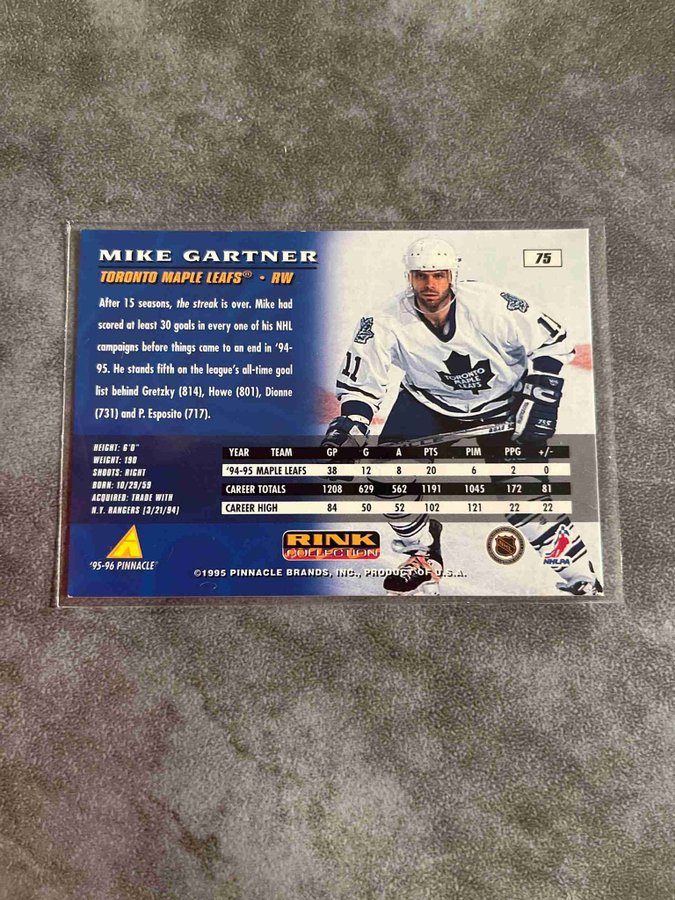 MIKE GARTNER
75
TORONTO MAPLE LEAFS® • RW
After 15 seasons, the streak is over. Mike had
scored at least 30 goals in every one of his NHL
campaigns before things came to an end in ‘94-
95. He stands fifth on the league’s all-time goal
list behind Gretzky (814), Howe (801), Dionne
(731) and P. Esposito (717).
11
11
TORONTO
MAPLE
LEAFS
HEIGHT: 6'0"
WEIGHT: 190
SHOOTS: RIGHT
BORN: 10/29/59
ACQUIRED: TRADE WITH
N.Y. RANGERS (3/21/94)
YEAR TEAM GP G A PTS PIM PPG +/-
‘94-95 MAPLE LEAFS 38 12 8 20 6 2 0
CAREER TOTALS 1208 629 562 1191 1045 172 81
CAREER HIGH 84 50 52 102 121 22 22
‘95-96 PINNACLE®
RINK
COLLECTION
NHLPA
©1995 PINNACLE BRANDS, INC., PRODUCT OF U.S.A.